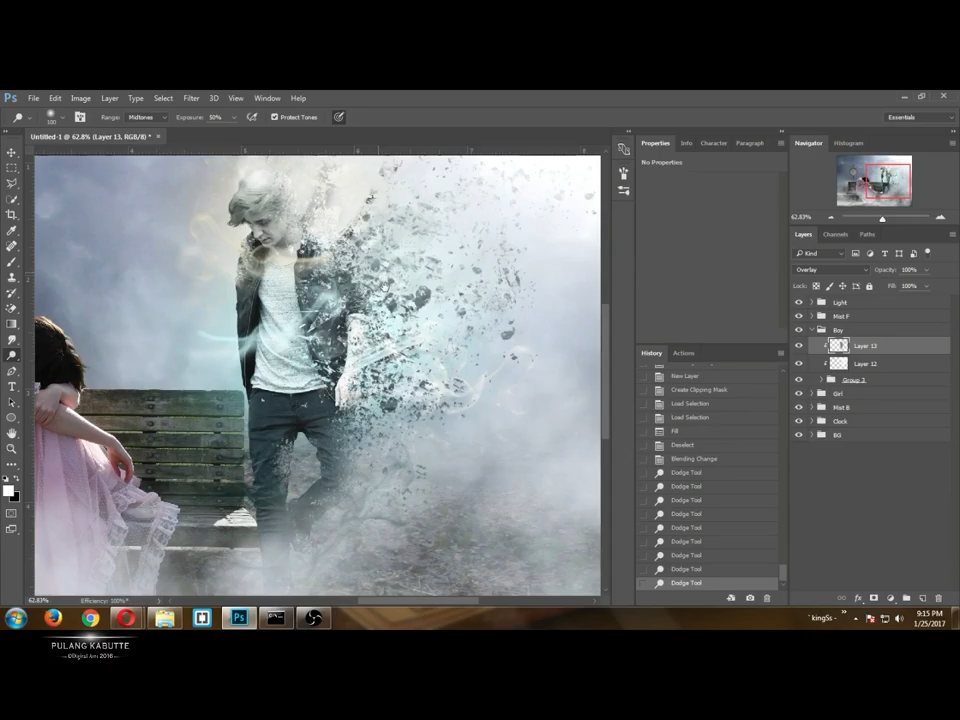 Ps File Edit Image Layer Type Select Filter 3D View Window Help
100 Range: Midtones Exposure: 50% Protect Tones Essentials
Untitled-1 @ 62.8% (Layer 13, RGB/8) * ×
Properties Info Character Paragraph
No Properties
Navigator Histogram
62.83%
Layers Channels Paths
Kind
Overlay Opacity: 100%
Lock: Fill: 100%
Light
Mist F
Boy
Layer 13
Layer 12
Group 3
Girl
Mist B
Clock
BG
History Actions
New Layer
Create Clipping Mask
Load Selection
Load Selection
Fill
Deselect
Blending Change
Dodge Tool
Dodge Tool
Dodge Tool
Dodge Tool
Dodge Tool
Dodge Tool
Dodge Tool
Dodge Tool
Dodge Tool
62.83% Efficiency: 100%*
Ps
9:15 PM
1/25/2017
PULANG KABUTTE
©Digital Arts 2016